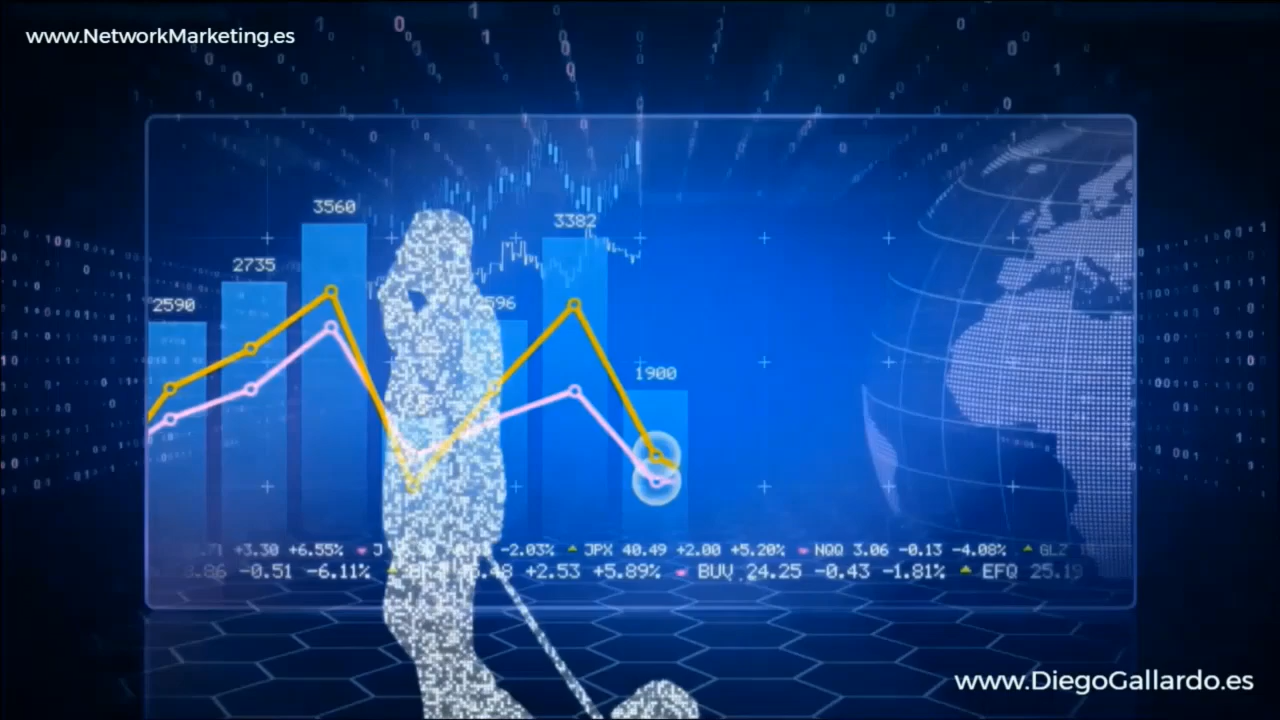 www.NetworkMarketing.es
3560
3382
2735
2590
596
1900
+3.30 +6.55% J -2.03% JPX 40.49 +2.00 +5.20% NQQ 3.06 -0.13 -4.08% GLZ
-0.51 -6.11% +2.53 +5.89% BUV 24.25 -0.43 -1.81% EFQ 25.19
www.DiegoGallardo.es